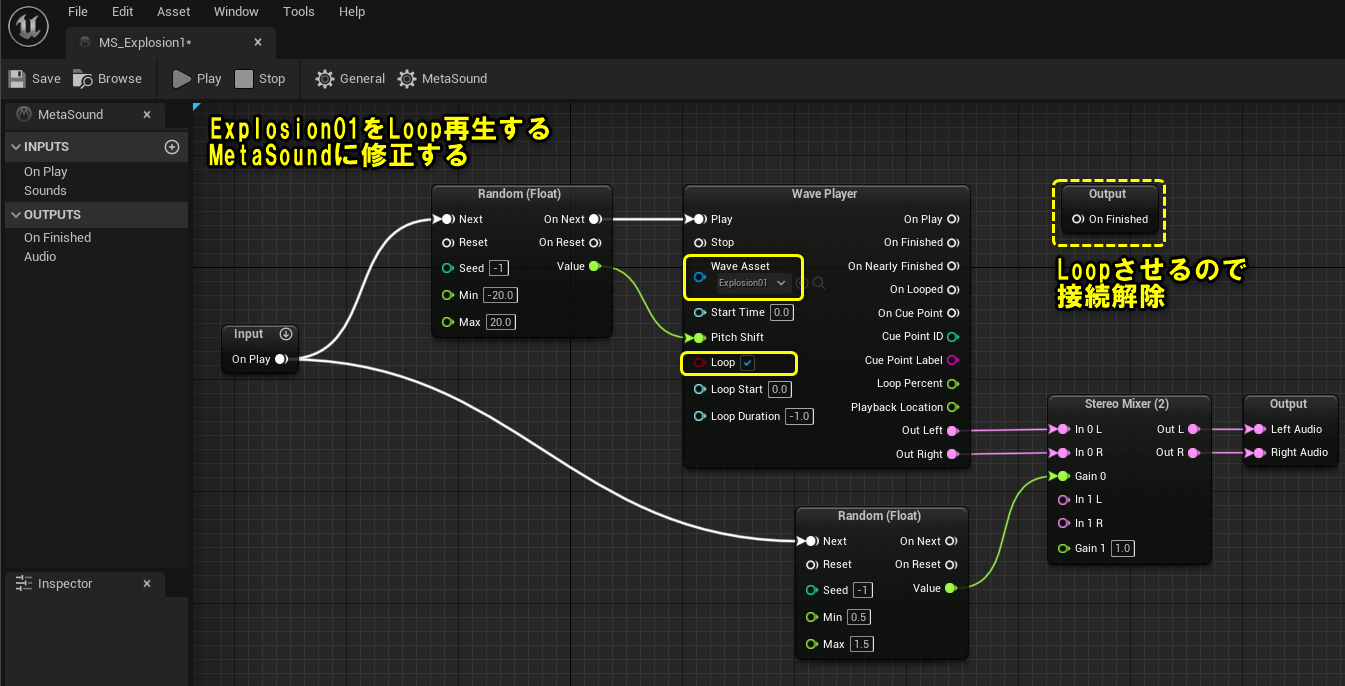 File Edit Asset Window Tools Help
MS_Explosion1*
Save Browse Play Stop General MetaSound
MetaSound
INPUTS
On Play
Sounds
OUTPUTS
On Finished
Audio
Inspector
Explosion01をLoop再生する
MetaSoundに修正する
Input
On Play
Random (Float)
Next On Next
Reset On Reset
Seed -1 Value
Min -20.0
Max 20.0
Wave Player
Play On Play
Stop On Finished
Wave Asset On Nearly Finished
Explosion01
On Looped
Start Time 0.0 On Cue Point
Pitch Shift Cue Point ID
Loop Cue Point Label
Loop Start 0.0 Loop Percent
Loop Duration -1.0 Playback Location
Out Left
Out Right
Output
On Finished
Loopさせるので
接続解除
Random (Float)
Next On Next
Reset On Reset
Seed -1 Value
Min 0.5
Max 1.5
Stereo Mixer (2)
In 0 L Out L
In 0 R Out R
Gain 0
In 1 L
In 1 R
Gain 1 1.0
Output
Left Audio
Right Audio